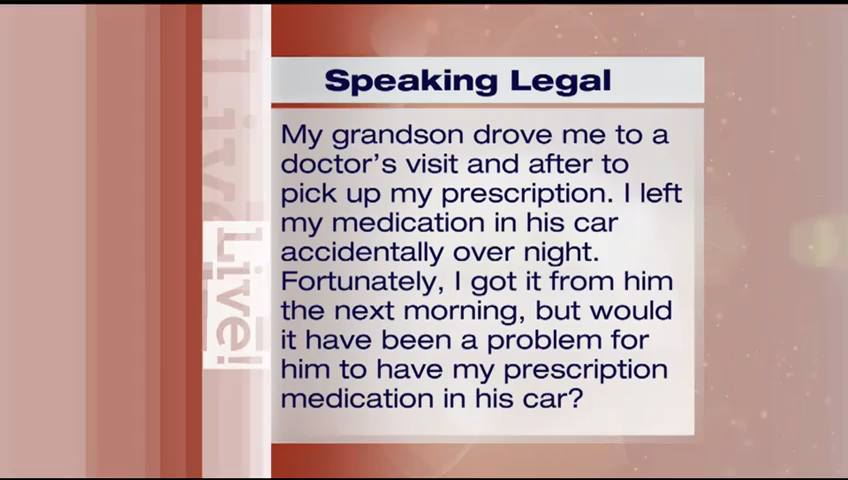 Speaking Legal
My grandson drove me to a
doctor's visit and after to
pick up my prescription. I left
my medication in his car
accidentally over night.
Fortunately, I got it from him
the next morning, but would
it have been a problem for
him to have my prescription
medication in his car?
Live!
Live